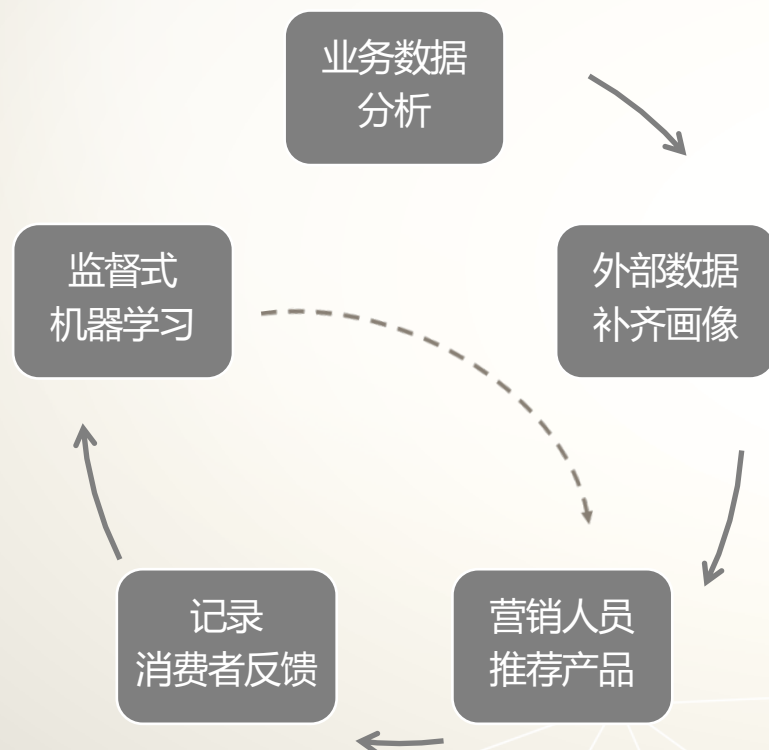 业务数据
分析
外部数据
补齐画像
营销人员
推荐产品
记录
消费者反馈
监督式
机器学习